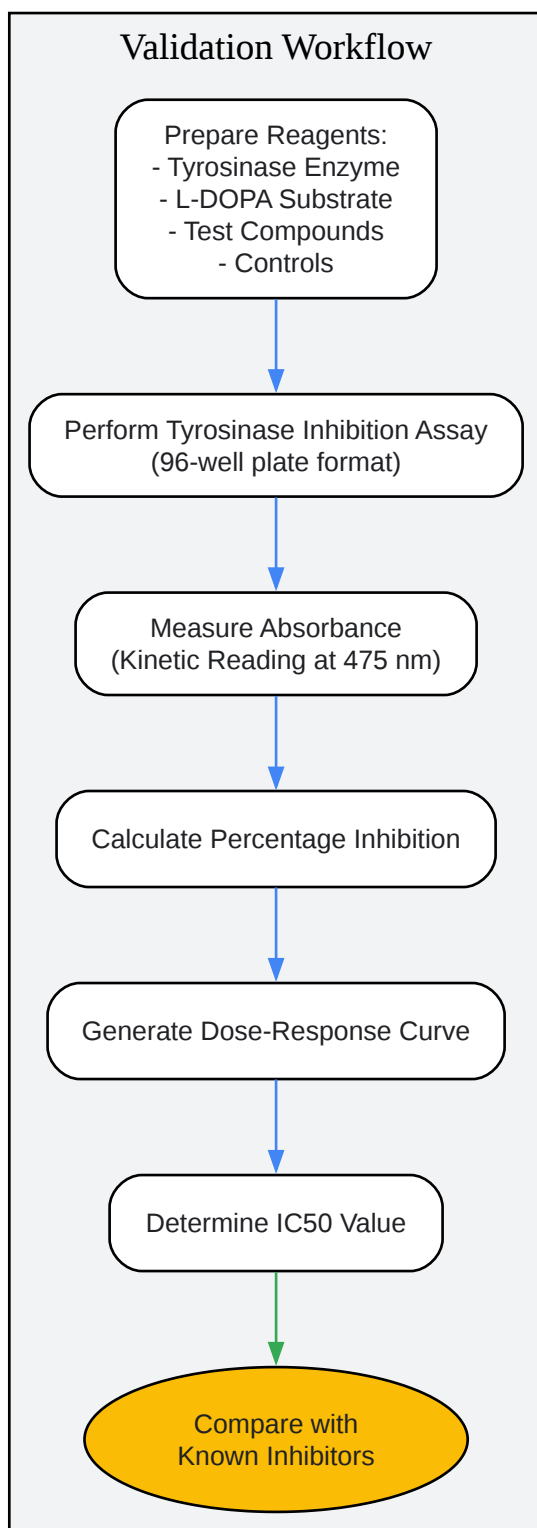 Validation Workflow
Prepare Reagents:
- Tyrosinase Enzyme
- L-DOPA Substrate
- Test Compounds
- Controls
Perform Tyrosinase Inhibition Assay
(96-well plate format)
Measure Absorbance
(Kinetic Reading at 475 nm)
Calculate Percentage Inhibition
Generate Dose-Response Curve
Determine IC50 Value
Compare with
Known Inhibitors